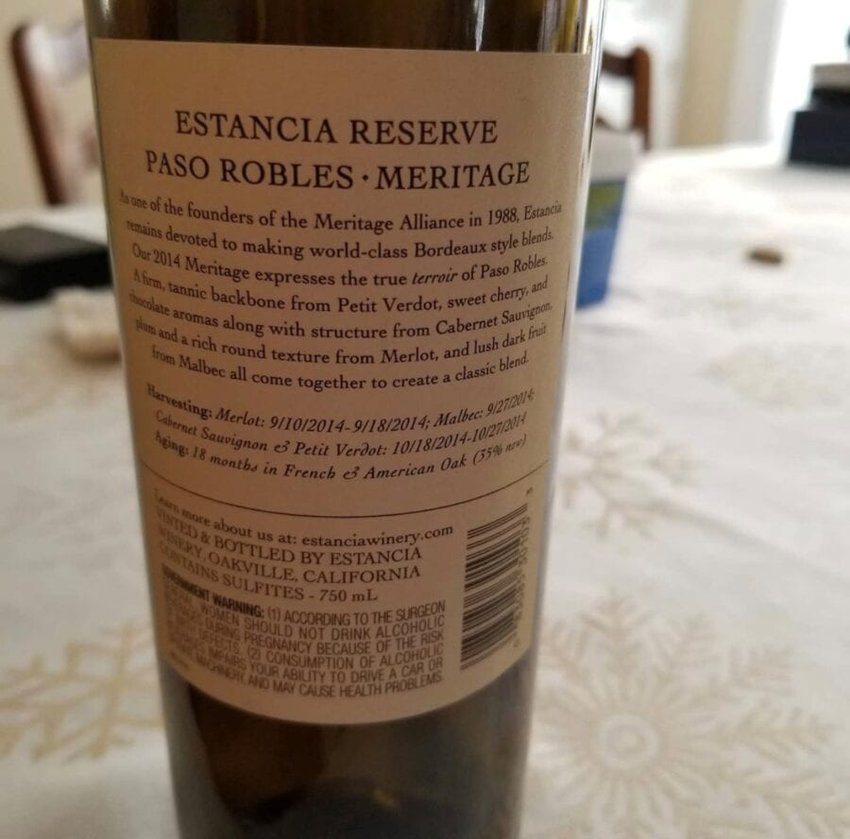 ESTANCIA RESERVE
PASO ROBLES · MERITAGE
As one of the founders of the Meritage Alliance in 1988, Estancia
remains devoted to making world-class Bordeaux style blends.
Our 2014 Meritage expresses the true terroir of Paso Robles.
A firm, tannic backbone from Petit Verdot, sweet cherry, and
chocolate aromas along with structure from Cabernet Sauvignon,
plum and a rich round texture from Merlot, and lush dark fruit
from Malbec all come together to create a classic blend.
Harvesting: Merlot: 9/10/2014-9/18/2014; Malbec: 9/27/2014;
Cabernet Sauvignon & Petit Verdot: 10/18/2014-10/27/2014
Aging: 18 months in French & American Oak (35% new)
Learn more about us at: estanciawinery.com
VINTED & BOTTLED BY ESTANCIA
WINERY, OAKVILLE, CALIFORNIA
CONTAINS SULFITES - 750 mL
GOVERNMENT WARNING: (1) ACCORDING TO THE SURGEON
WOMEN SHOULD NOT DRINK ALCOHOLIC
DURING PREGNANCY BECAUSE OF THE RISK
DEFECTS. (2) CONSUMPTION OF ALCOHOLIC
IMPAIRS YOUR ABILITY TO DRIVE A CAR OR
MACHINERY, AND MAY CAUSE HEALTH PROBLEMS.